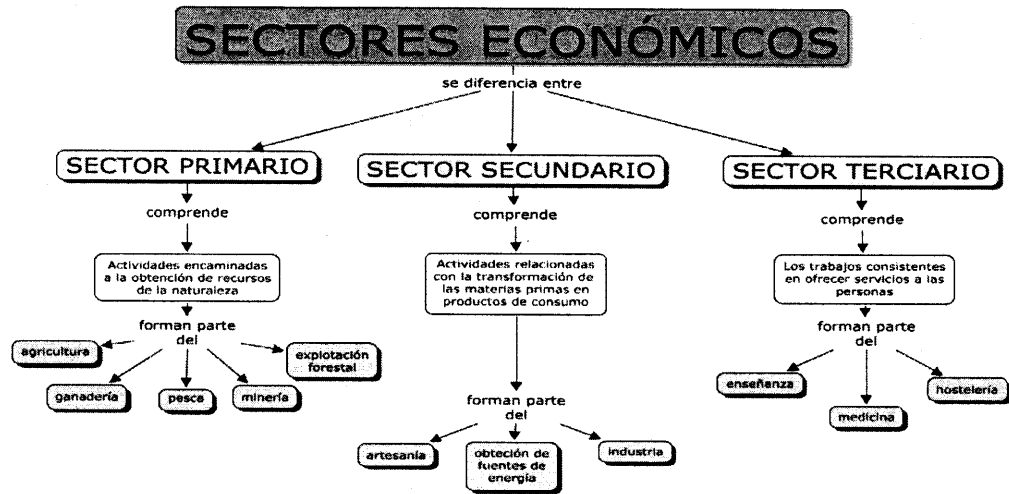 SECTORES ECONÓMICOS
se diferencia entre
SECTOR PRIMARIO
comprende
Actividades encaminadas
a la obtención de recursos
de la naturaleza
forman parte
del
agricultura
ganadería
pesca
minería
explotación
forestal
SECTOR SECUNDARIO
comprende
Actividades relacionadas
con la transformación de
las materias primas en
productos de consumo
forman parte
del
artesanía
obteción de
fuentes de
energía
industria
SECTOR TERCIARIO
comprende
Los trabajos consistentes
en ofrecer servicios a las
personas
forman parte
del
enseñanza
medicina
hostelería